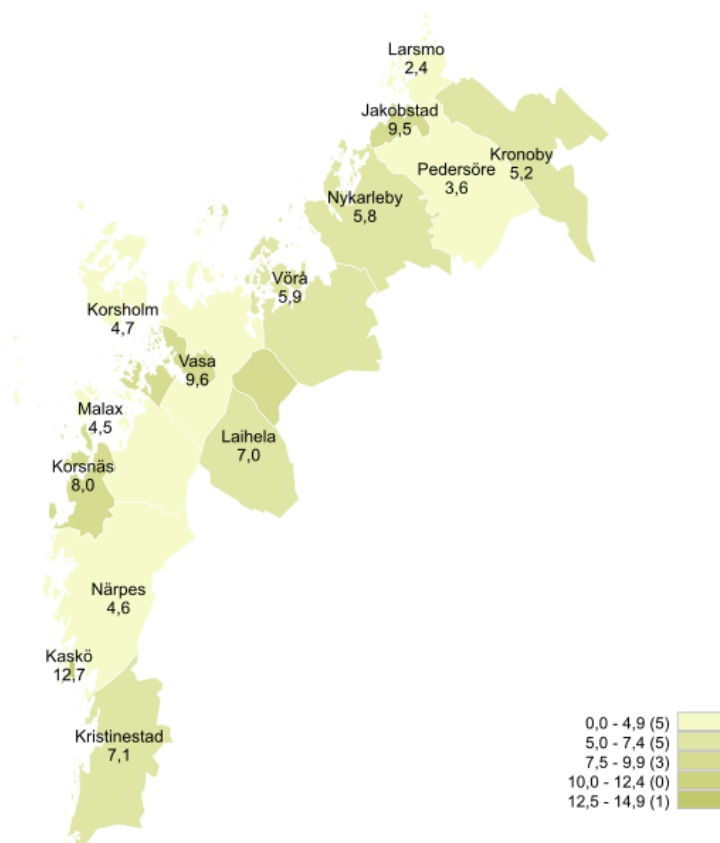 Larsmo
2,4
Jakobstad
9,5
Kronoby
5,2
Pedersöre
3,6
Nykarleby
5,8
Vörå
5,9
Korsholm
4,7
Vasa
9,6
Malax
4,5
Laihela
7,0
Korsnäs
8,0
Närpes
4,6
Kaskö
12,7
Kristinestad
7,1
0,0 - 4,9 (5)
5,0 - 7,4 (5)
7,5 - 9,9 (3)
10,0 - 12,4 (0)
12,5 - 14,9 (1)